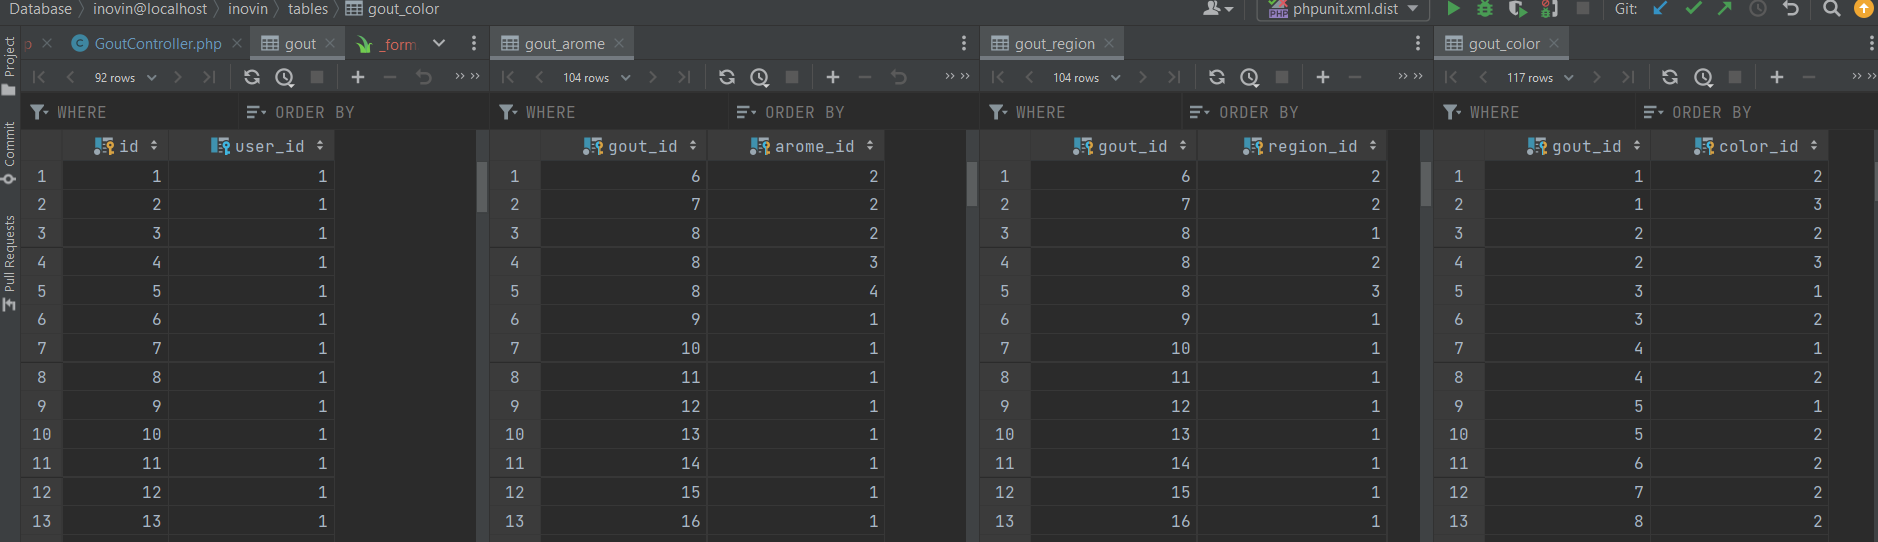 Database inovin@localhost inovin tables gout_color phpunit.xml.dist Git:
GoutController.php gout _form gout_arome gout_region gout_color
92 rows 104 rows 104 rows 117 rows
WHERE ORDER BY WHERE ORDER BY WHERE ORDER BY WHERE ORDER BY
id user_id gout_id arome_id gout_id region_id gout_id color_id
1 1 1 1 6 2 1 6 2 1 1 2
2 2 1 2 7 2 2 7 2 2 1 3
3 3 1 3 8 2 3 8 1 3 2 2
4 4 1 4 8 3 4 8 2 4 2 3
5 5 1 5 8 4 5 8 3 5 3 1
6 6 1 6 9 1 6 9 1 6 3 2
7 7 1 7 10 1 7 10 1 7 4 1
8 8 1 8 11 1 8 11 1 8 4 2
9 9 1 9 12 1 9 12 1 9 5 1
10 10 1 10 13 1 10 13 1 10 5 2
11 11 1 11 14 1 11 14 1 11 6 2
12 12 1 12 15 1 12 15 1 12 7 2
13 13 1 13 16 1 13 16 1 13 8 2
Project
Commit
Pull Requests